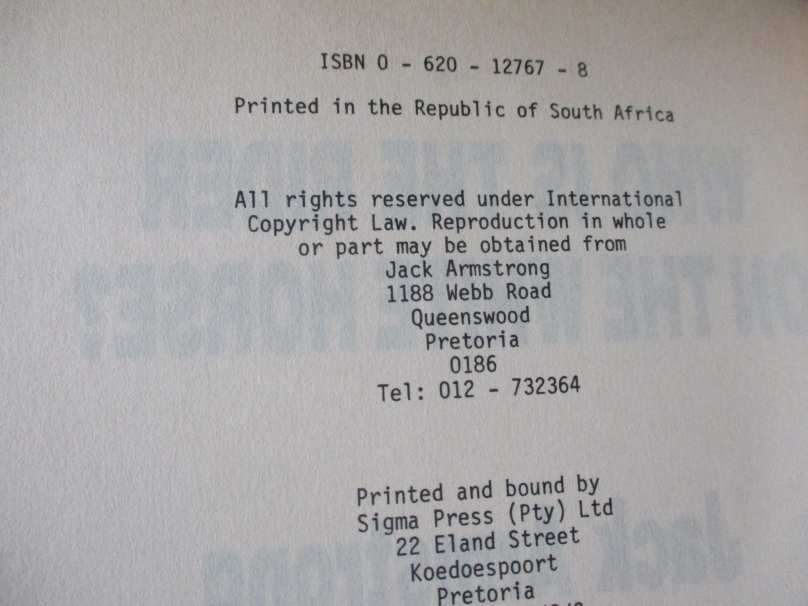 ISBN 0 - 620 - 12767 - 8
Printed in the Republic of South Africa
All rights reserved under International
Copyright Law. Reproduction in whole
or part may be obtained from
Jack Armstrong
1188 Webb Road
Queenswood
Pretoria
0186
Tel: 012 - 732364
Printed and bound by
Sigma Press (Pty) Ltd
22 Eland Street
Koedoespoort
Pretoria